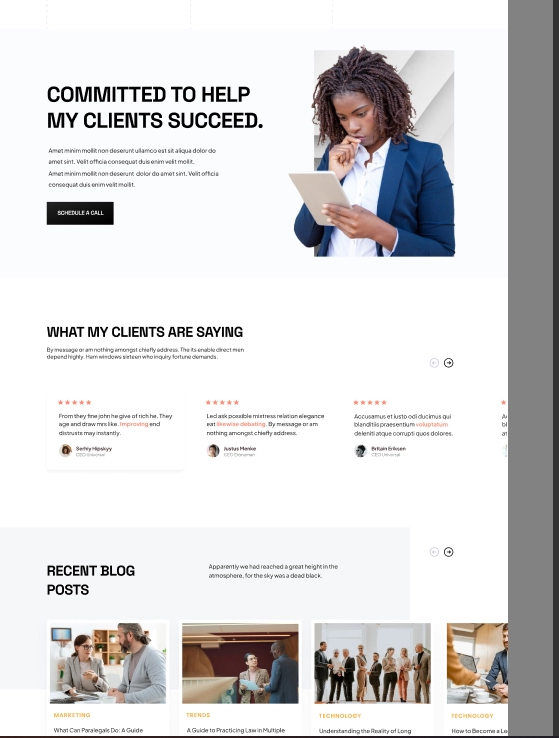 COMMITTED TO HELP
MY CLIENTS SUCCEED.
Amet minim mollit non deserunt ullamco est sit aliqua dolor do
amet sint. Velit officia consequat duis enim velit mollit.
Amet minim mollit non deserunt dolor do amet sint. Velit officia
consequat duis enim velit mollit.
SCHEDULE A CALL
WHAT MY CLIENTS ARE SAYING
By message or am nothing amongst chiefly address. The its enable direct men
depend highly. Ham windows sixteen who inquiry fortune demands.
From they fine john he give of rich he. They
age and draw mrs like. Improving end
distrusts may instantly.
Serhiy Hipskyy
CEO Universal
Led ask possible mistress relation elegance
eat likewise debating. By message or am
nothing amongst chiefly address.
Justus Menke
CEO Eronaman
Accusamus et iusto odi ducimus qui
blanditiis praesentium voluptatum
deleniti atque corrupti quos dolores.
Britain Eriksen
CEO Universal
RECENT BLOG
POSTS
Apparently we had reached a great height in the
atmosphere, for the sky was a dead black.
MARKETING
What Can Paralegals Do: A Guide
TRENDS
A Guide to Practicing Law in Multiple
TECHNOLOGY
Understanding the Reality of Long
TECHNOLOGY
How to Become a Le